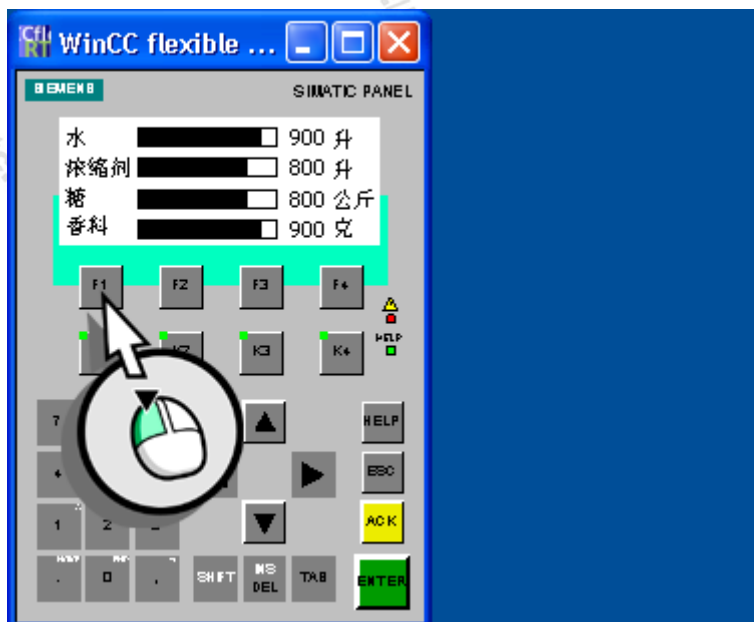 WinCC flexible ...
SIEMENS
SIMATIC PANEL
水 900 升
浓缩剂 800 升
糖 800 公斤
香料 900 克
F1 F2 F3 F4
HELP
K3 K4
7 HELP
4 ESC
1 2 ACK
. 0 , SHIFT INS DEL TAB ENTER